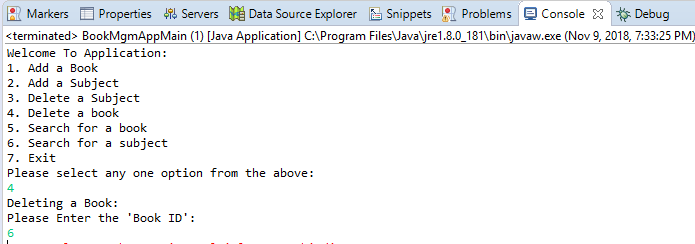 Markers Properties Servers Data Source Explorer Snippets Problems Console Debug
<terminated> BookMgmAppMain (1) [Java Application] C:\Program Files\Java\jre1.8.0_181\bin\javaw.exe (Nov 9, 2018, 7:33:25 PM)
Welcome To Application:
1. Add a Book
2. Add a Subject
3. Delete a Subject
4. Delete a book
5. Search for a book
6. Search for a subject
7. Exit
Please select any one option from the above:
4
Deleting a Book:
Please Enter the 'Book ID':
6